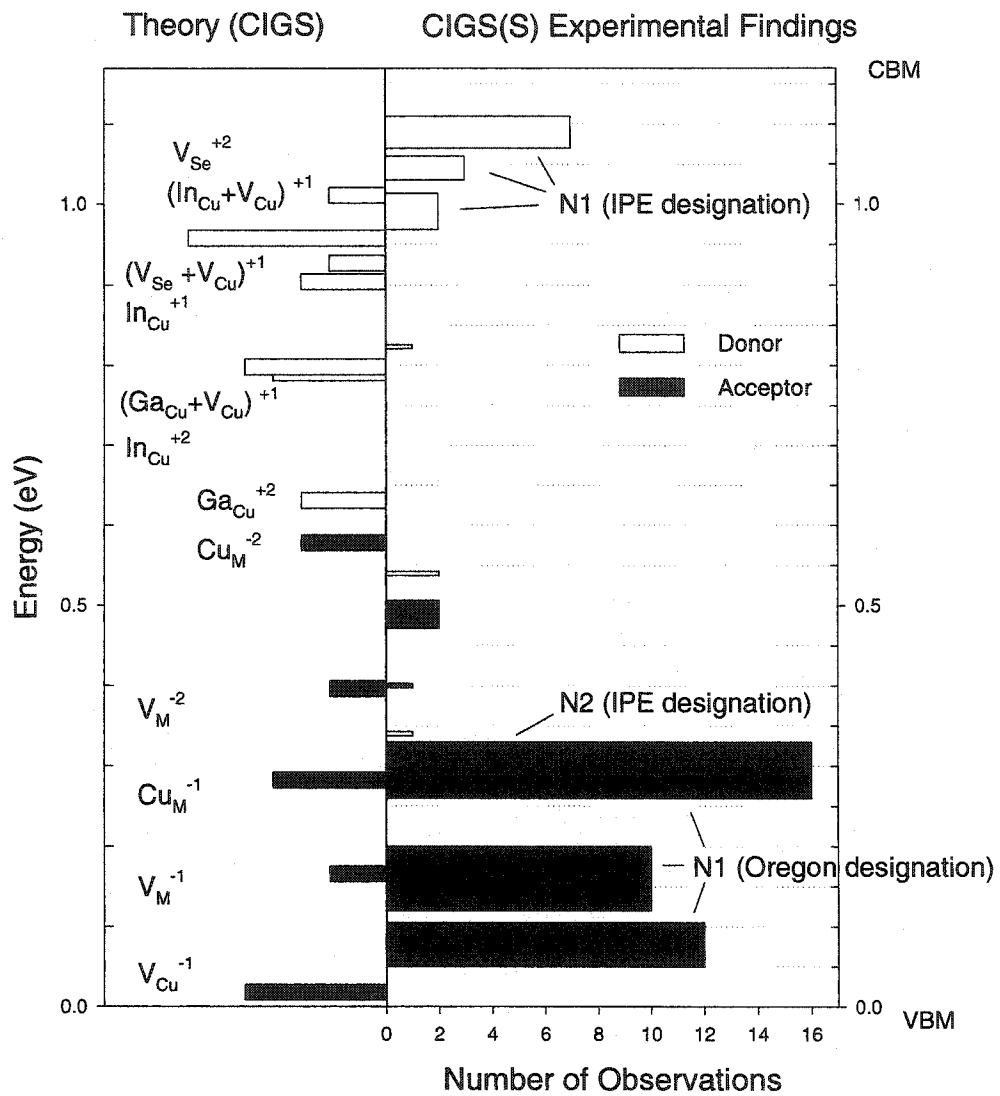 Theory (CIGS)
CIGS(S) Experimental Findings
CBM
V_Se^+2
(In_Cu+V_Cu)^+1
1.0
N1 (IPE designation)
1.0
(V_Se+V_Cu)^+1
In_Cu^+1
Donor
Acceptor
(Ga_Cu+V_Cu)^+1
In_Cu^+2
Ga_Cu^+2
Cu_M^-2
Energy (eV)
0.5
0.5
V_M^-2
N2 (IPE designation)
Cu_M^-1
V_M^-1
N1 (Oregon designation)
V_Cu^-1
0.0
0.0
VBM
0 2 4 6 8 10 12 14 16
Number of Observations